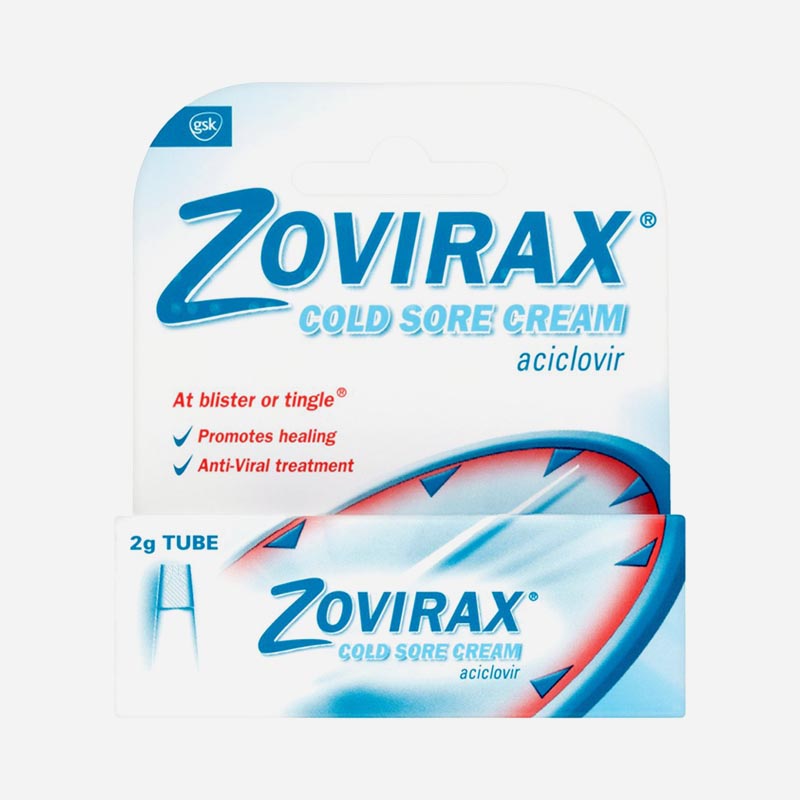 gsk
ZOVIRAX®
COLD SORE CREAM
aciclovir
At blister or tingle®
Promotes healing
Anti-Viral treatment
2g TUBE
ZOVIRAX®
COLD SORE CREAM
aciclovir